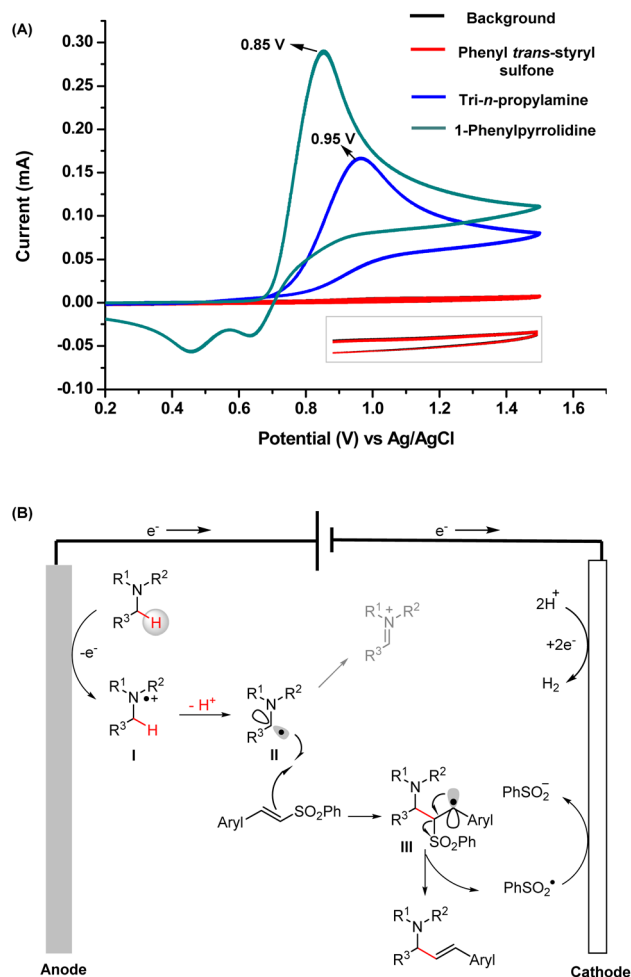 (A)
Background
Phenyl trans-styryl
sulfone
Tri-n-propylamine
1-Phenylpyrrolidine
0.85 V
0.95 V
Current (mA)
0.30
0.25
0.20
0.15
0.10
0.05
0.00
-0.05
-0.10
0.2 0.4 0.6 0.8 1.0 1.2 1.4 1.6
Potential (V) vs Ag/AgCl
(B)
e-
e-
R1 N R2
R3 H
-e-
R1 N •+ R2
R3 H
I
- H+
R1 N R2
R3 •
II
R1 + R2
N
R3
2H+
+2e-
H2
Aryl SO2Ph
R1 N R2
R3 • Aryl
SO2Ph
III
PhSO2−
PhSO2•
R1 N R2
R3 Aryl
Anode
Cathode